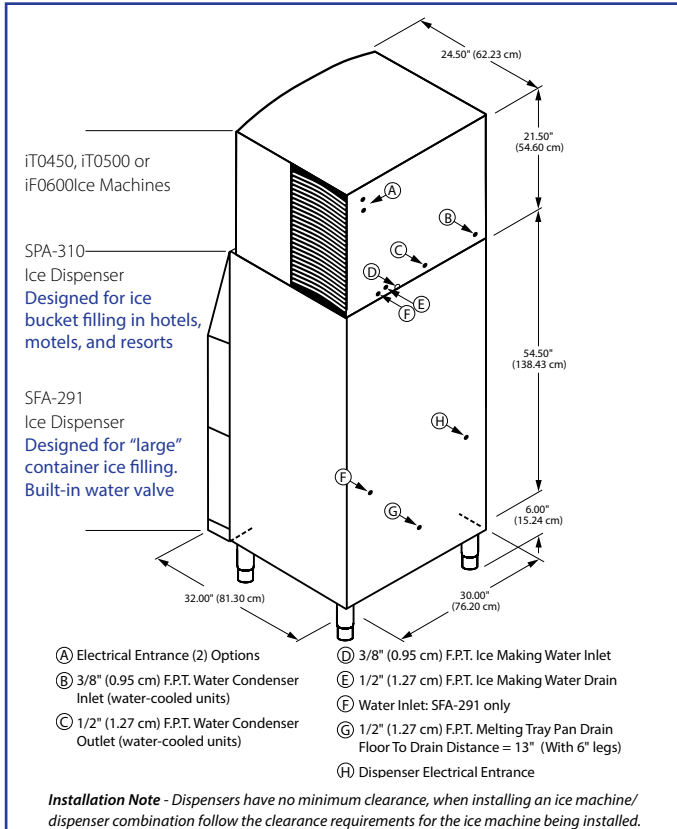 24.50" (62.23 cm)
21.50"
(54.60 cm)
iT0450, iT0500 or
iF0600Ice Machines
A
B
SPA-310
Ice Dispenser
Designed for ice
bucket filling in hotels,
motels, and resorts
C
D
E
F
54.50"
(138.43 cm)
SFA-291
Ice Dispenser
Designed for “large”
container ice filling.
Built-in water valve
H
F
G
6.00"
(15.24 cm)
32.00" (81.30 cm)
30.00"
(76.20 cm)
A Electrical Entrance (2) Options
B 3/8" (0.95 cm) F.P.T. Water Condenser
Inlet (water-cooled units)
C 1/2" (1.27 cm) F.P.T. Water Condenser
Outlet (water-cooled units)
D 3/8" (0.95 cm) F.P.T. Ice Making Water Inlet
E 1/2" (1.27 cm) F.P.T. Ice Making Water Drain
F Water Inlet: SFA-291 only
G 1/2" (1.27 cm) F.P.T. Melting Tray Pan Drain
Floor To Drain Distance = 13" (With 6" legs)
H Dispenser Electrical Entrance
Installation Note - Dispensers have no minimum clearance, when installing an ice machine/
dispenser combination follow the clearance requirements for the ice machine being installed.